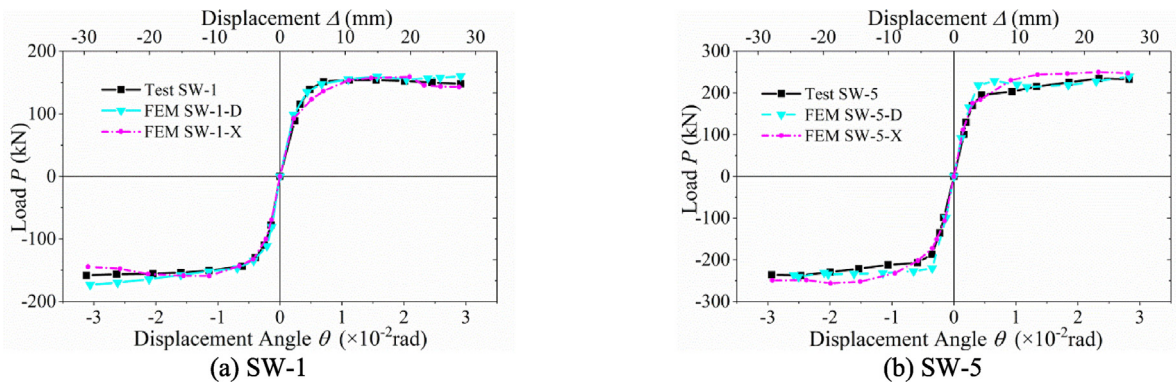 Displacement Δ (mm)
-30 -20 -10 0 10 20 30
200
100
0
-100
-200
Load P (kN)
Test SW-1
FEM SW-1-D
FEM SW-1-X
-3 -2 -1 0 1 2 3
Displacement Angle θ (×10⁻²rad)
(a) SW-1
Displacement Δ (mm)
-30 -20 -10 0 10 20 30
300
200
100
0
-100
-200
-300
Load P (kN)
Test SW-5
FEM SW-5-D
FEM SW-5-X
-3 -2 -1 0 1 2 3
Displacement Angle θ (×10⁻²rad)
(b) SW-5